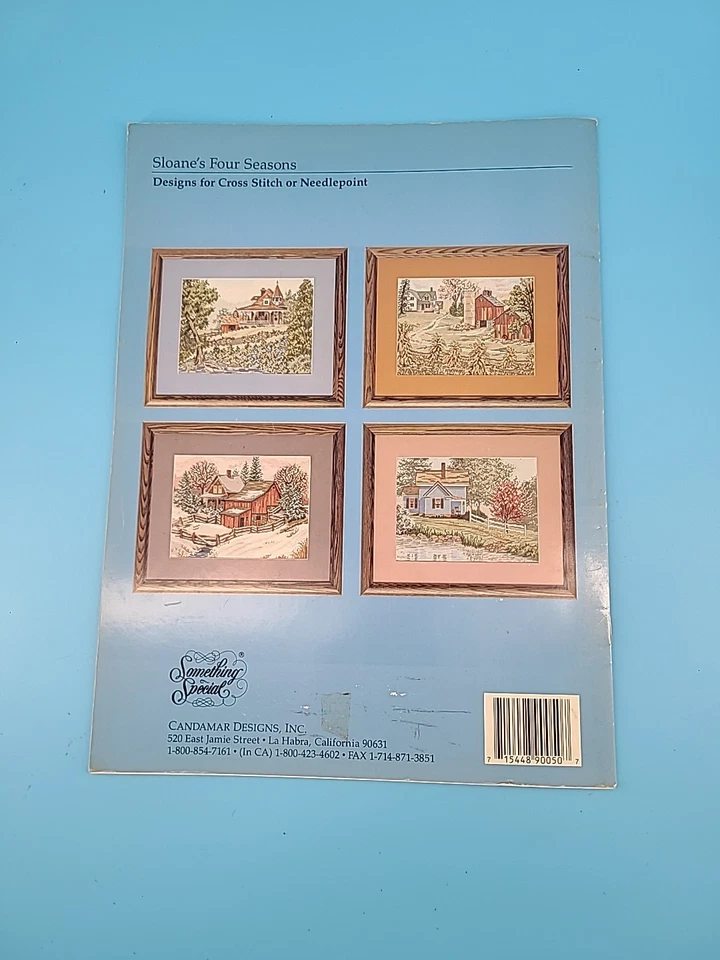 Sloane's Four Seasons
Designs for Cross Stitch or Needlepoint
Something
Special
®
CANDAMAR DESIGNS, INC.
520 East Jamie Street • La Habra, California 90631
1-800-854-7161 • (In CA) 1-800-423-4602 • FAX 1-714-871-3851
7 15448 90050 7